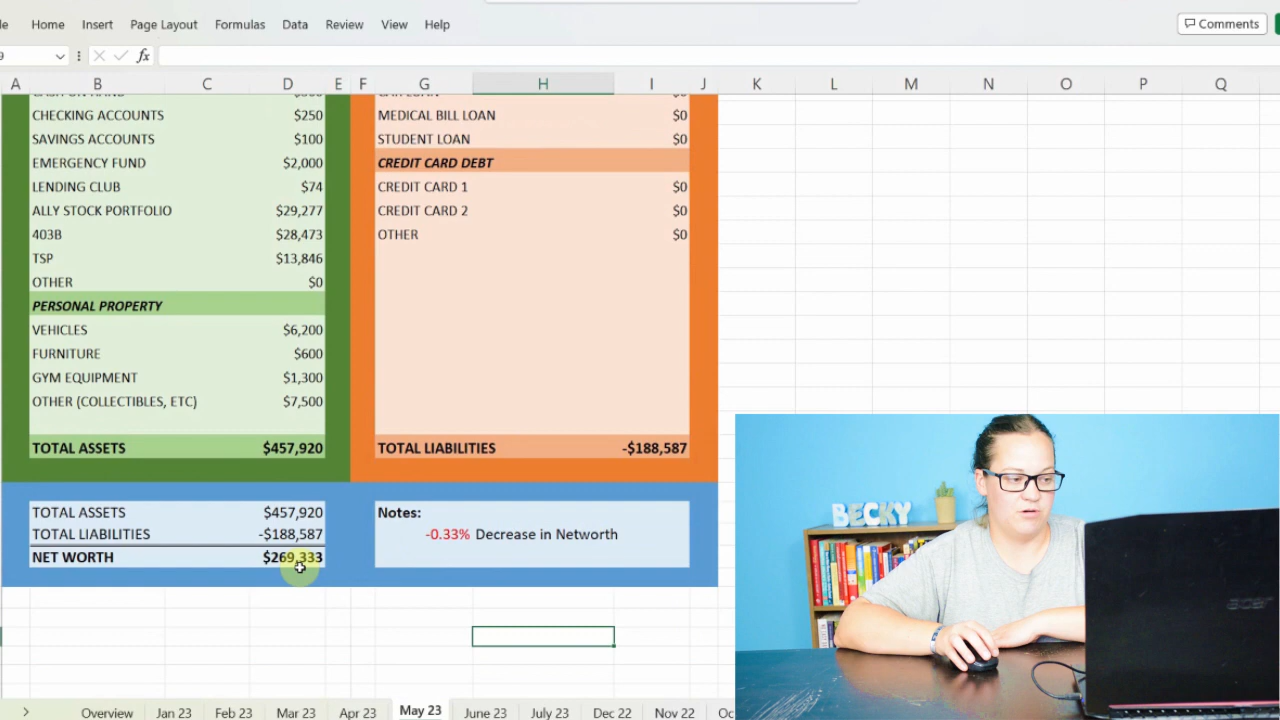 Home Insert Page Layout Formulas Data Review View Help Comments
fx
A B C D E F G H I J K L M N O P Q
CHECKING ACCOUNTS $250 MEDICAL BILL LOAN $0
SAVINGS ACCOUNTS $100 STUDENT LOAN $0
EMERGENCY FUND $2,000 CREDIT CARD DEBT
LENDING CLUB $74 CREDIT CARD 1 $0
ALLY STOCK PORTFOLIO $29,277 CREDIT CARD 2 $0
403B $28,473 OTHER $0
TSP $13,846
OTHER $0
PERSONAL PROPERTY
VEHICLES $6,200
FURNITURE $600
GYM EQUIPMENT $1,300
OTHER (COLLECTIBLES, ETC) $7,500
TOTAL ASSETS $457,920 TOTAL LIABILITIES -$188,587
TOTAL ASSETS $457,920 Notes:
TOTAL LIABILITIES -$188,587 -0.33% Decrease in Networth
NET WORTH $269,333
BECKY
acer
Overview Jan 23 Feb 23 Mar 23 Apr 23 May 23 June 23 July 23 Dec 22 Nov 22